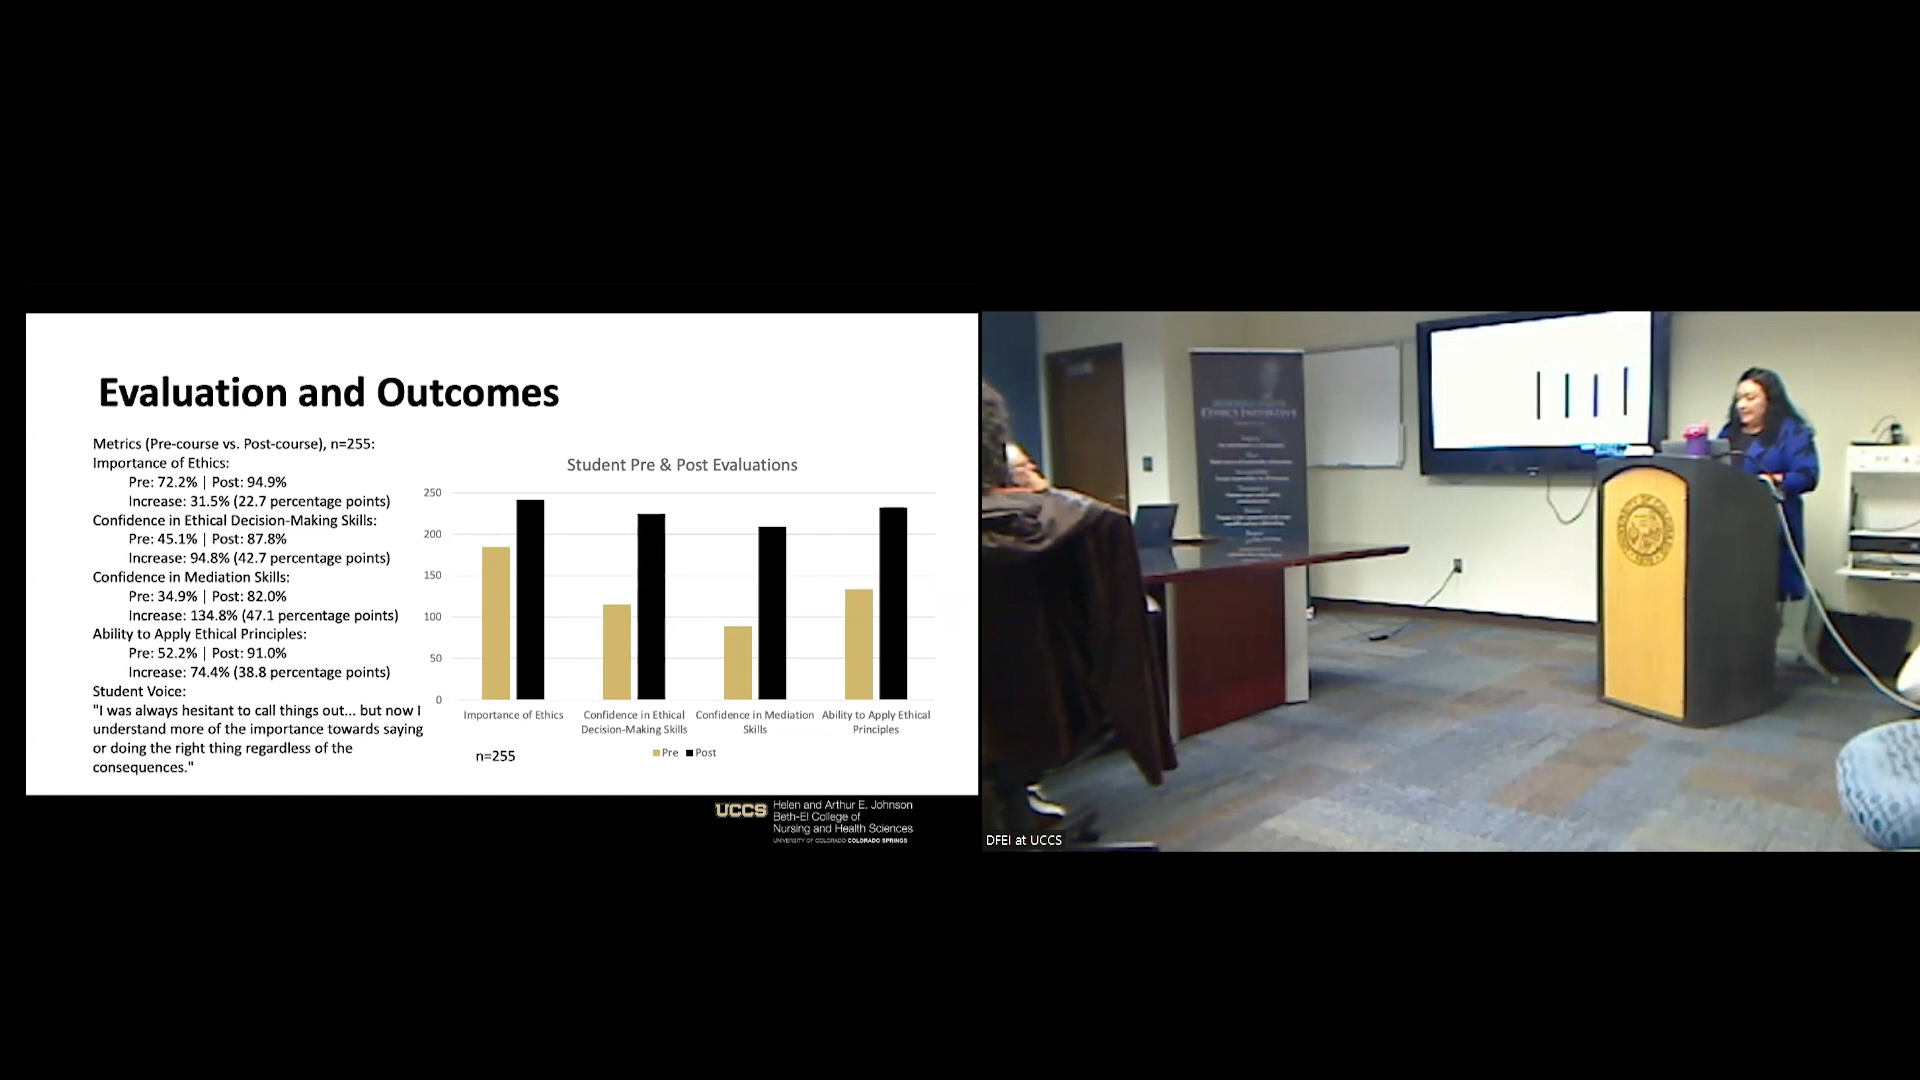 Evaluation and Outcomes
Metrics (Pre-course vs. Post-course), n=255:
Importance of Ethics:
Pre: 72.2% | Post: 94.9%
Increase: 31.5% (22.7 percentage points)
Confidence in Ethical Decision-Making Skills:
Pre: 45.1% | Post: 87.8%
Increase: 94.8% (42.7 percentage points)
Confidence in Mediation Skills:
Pre: 34.9% | Post: 82.0%
Increase: 134.8% (47.1 percentage points)
Ability to Apply Ethical Principles:
Pre: 52.2% | Post: 91.0%
Increase: 74.4% (38.8 percentage points)
Student Voice:
"I was always hesitant to call things out... but now I
understand more of the importance towards saying
or doing the right thing regardless of the
consequences."
Student Pre & Post Evaluations
250
200
150
100
50
0
Importance of Ethics
Confidence in Ethical
Decision-Making Skills
Confidence in Mediation
Skills
Ability to Apply Ethical
Principles
Pre Post
n=255
UCCS
Helen and Arthur E. Johnson
Beth-El College of
Nursing and Health Sciences
UNIVERSITY OF COLORADO COLORADO SPRINGS
ETHICS INITIATIVE
DFEI at UCCS